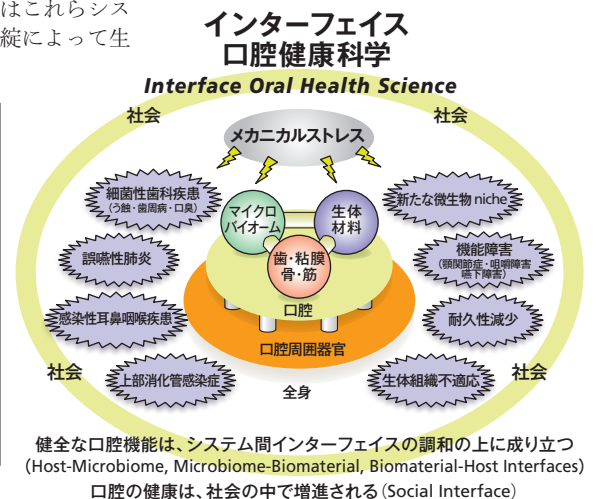 はこれらシス
綻によって生
インターフェイス
口腔健康科学
Interface Oral Health Science
社会
社会
メカニカルストレス
細菌性歯科疾患
(う蝕・歯周病・口臭)
マイクロ
バイオーム
生体
材料
新たな微生物 niche
誤嚥性肺炎
歯・粘膜
骨・筋
機能障害
(顎関節症・咀嚼障害
嚥下障害)
口腔
感染性耳鼻咽喉疾患
耐久性減少
口腔周囲器官
社会
上部消化管感染症
全身
生体組織不適応
社会
健全な口腔機能は、システム間インターフェイスの調和の上に成り立つ
(Host-Microbiome, Microbiome-Biomaterial, Biomaterial-Host Interfaces)
口腔の健康は、社会の中で増進される(Social Interface)